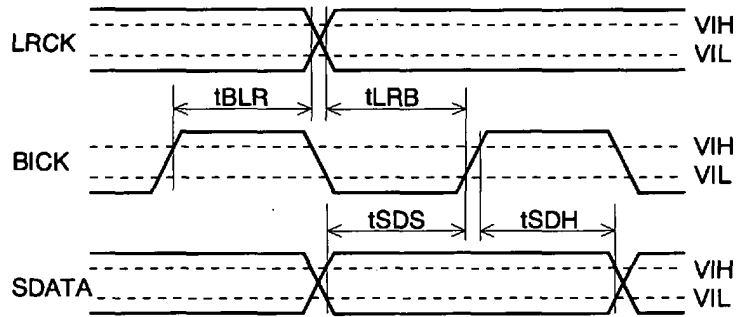 LRCK
VIH
VIL
tBLR
tLRB
BICK
VIH
VIL
tSDS
tSDH
SDATA
VIH
VIL